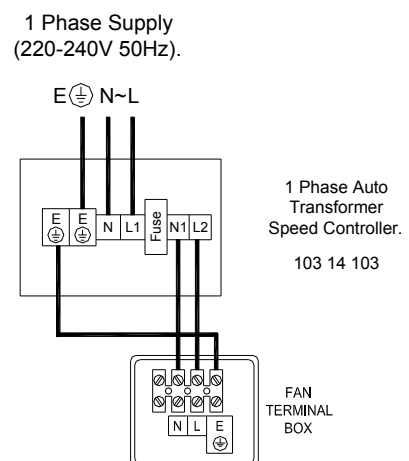 1 Phase Supply
(220-240V 50Hz).
E N~L
E E N L1 Fuse N1 L2
1 Phase Auto
Transformer
Speed Controller.
103 14 103
N L E
FAN
TERMINAL
BOX